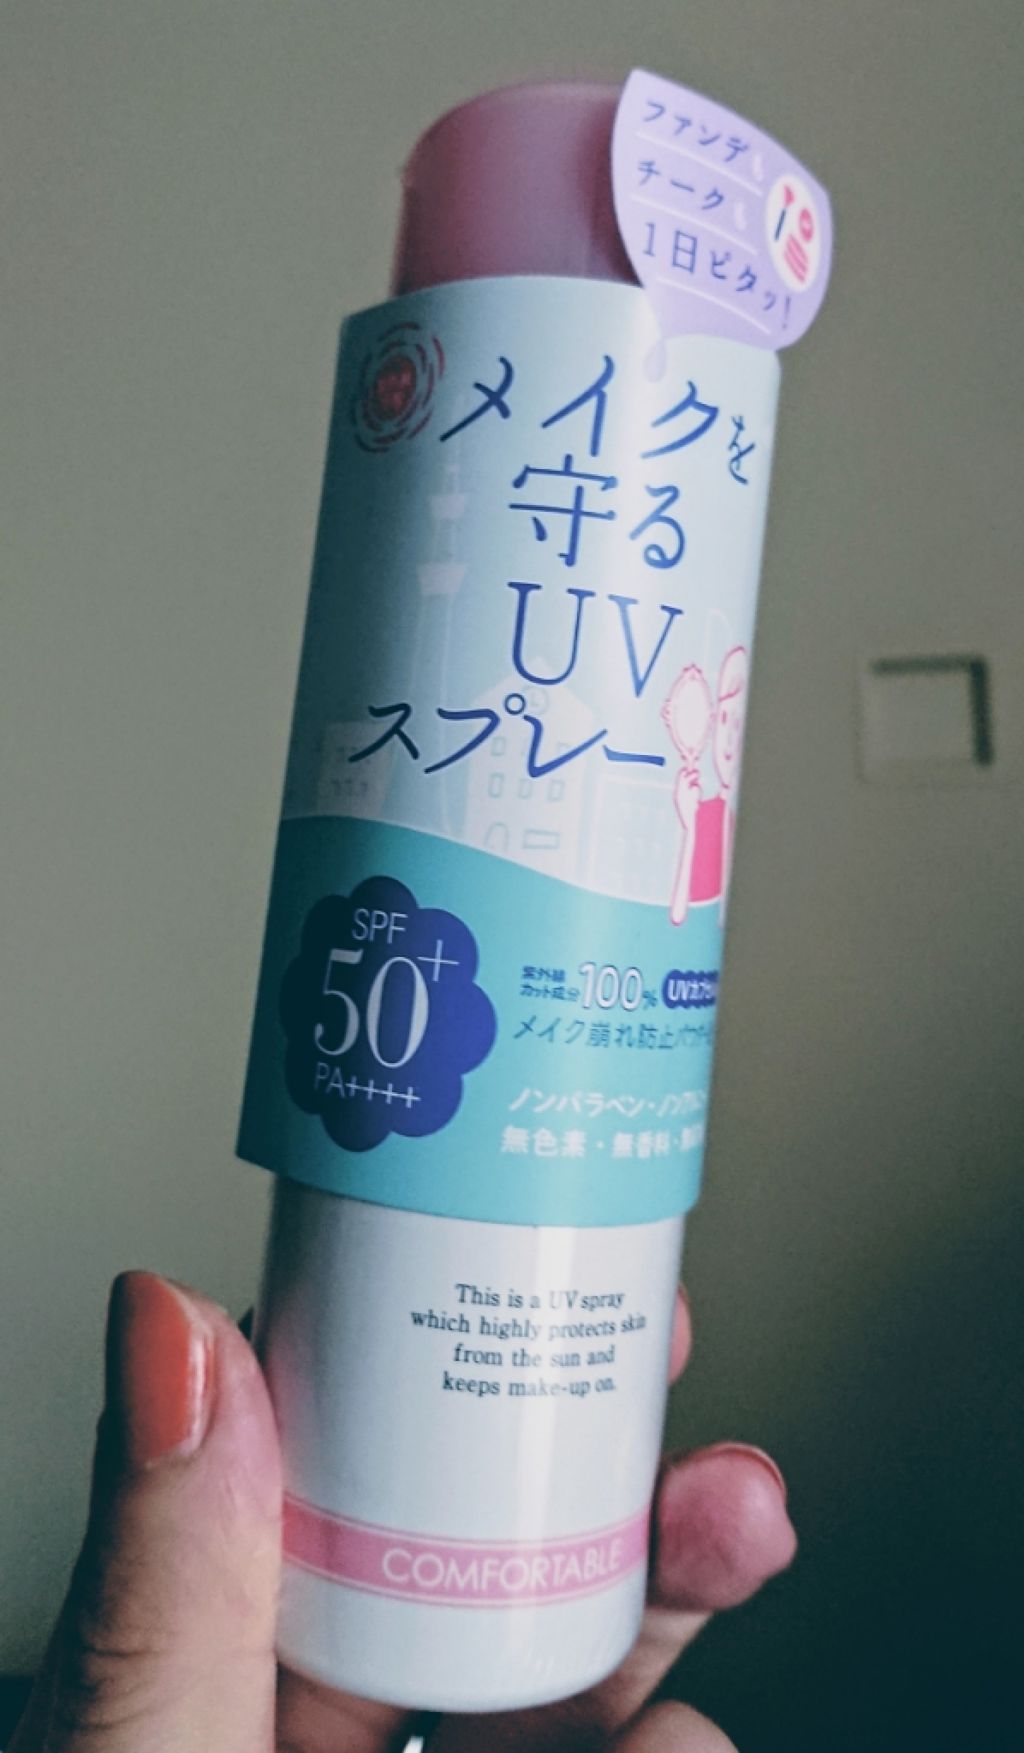 ファンデも
チークも
1日ピタッ!
メイクを
守る
UV
スプレー
SPF
50+
PA++++
紫外線
カット成分
100%
メイク崩れ防止
ノンパラベン・
無色素・無香料・
This is a UV spray
which highly protects skin
from the sun and
keeps make-up on.
COMFORTABLE